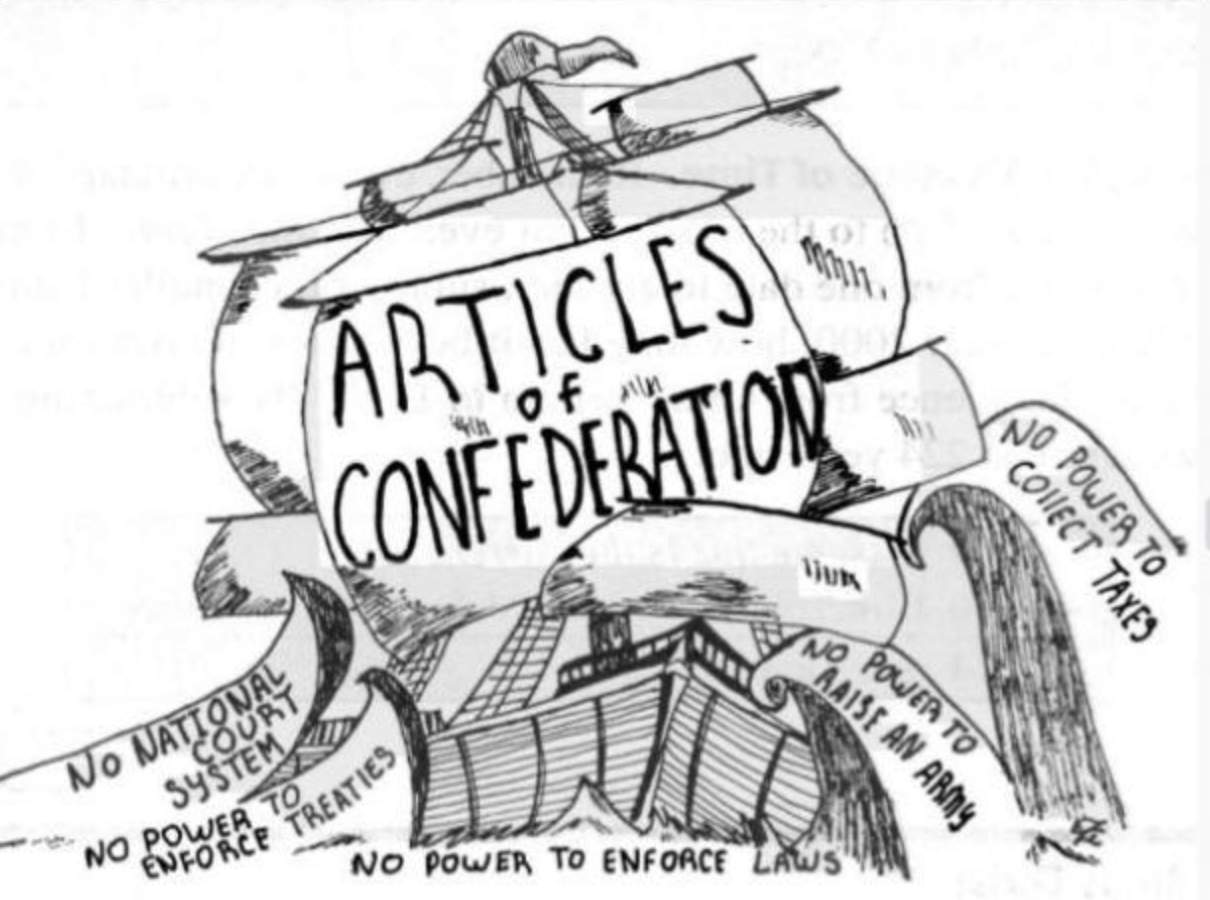 ARTICLES
OF
CONFEDERATION
NO POWER TO
COLLECT TAXES
NO POWER TO
RAISE AN ARMY
NO NATIONAL
COURT
SYSTEM
NO POWER TO
ENFORCE TREATIES
NO POWER TO ENFORCE LAWS